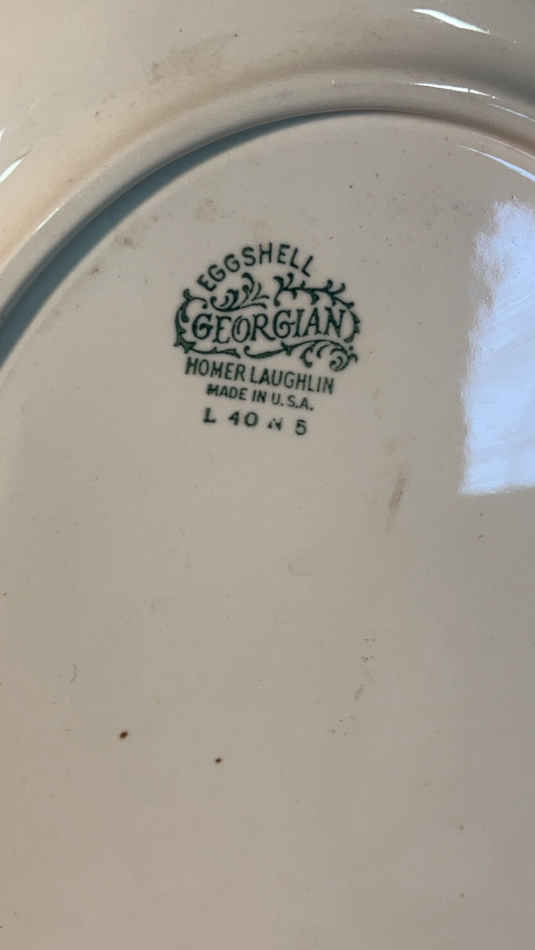 EGGSHELL
GEORGIAN
HOMER LAUGHLIN
MADE IN U.S.A.
L 40 N 5